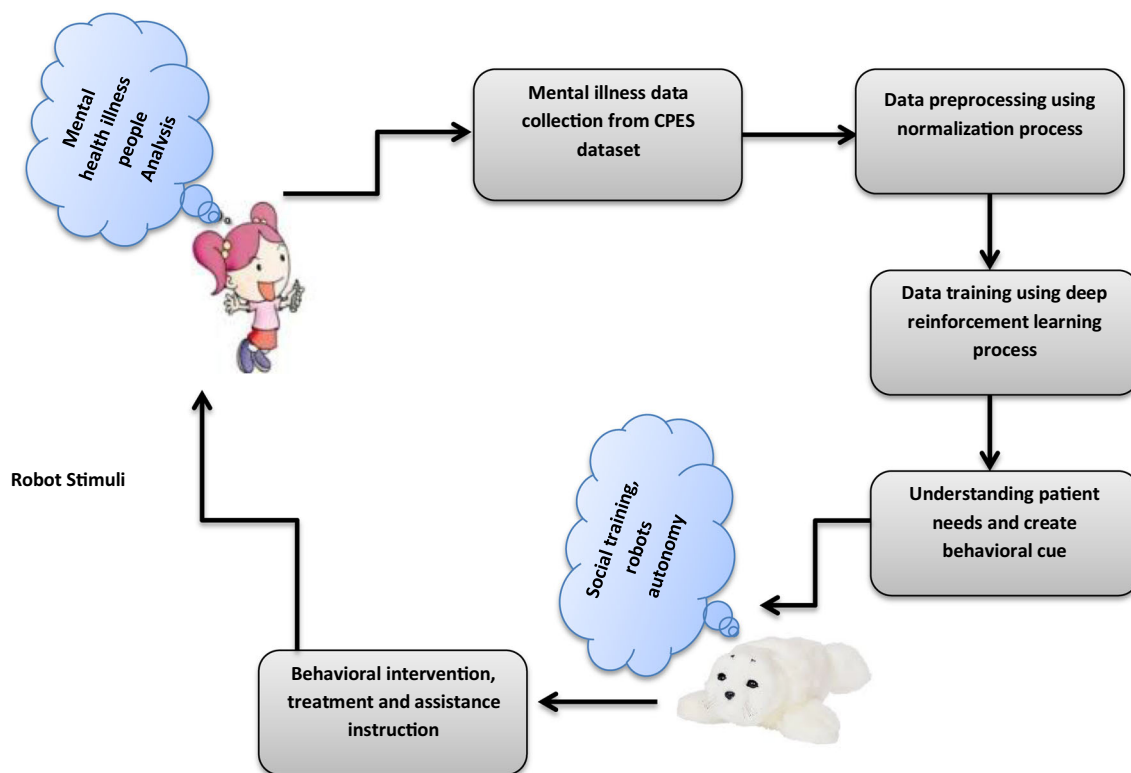 Mental
health illness
people
Analysis
Mental illness data
collection from CPES
dataset
Data preprocessing using
normalization process
Data training using deep
reinforcement learning
process
Understanding patient
needs and create
behavioral cue
Social training,
robots
autonomy
Behavioral intervention,
treatment and assistance
instruction
Robot Stimuli